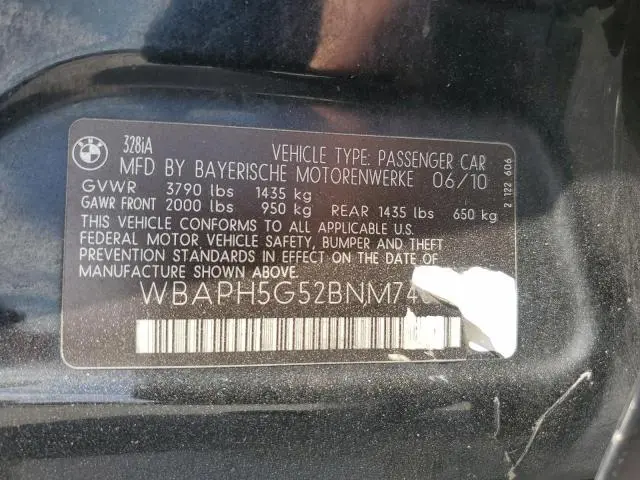 BMW
328iA
VEHICLE TYPE: PASSENGER CAR
MFD BY BAYERISCHE MOTORENWERKE 06/10
GVWR 3790 lbs 1435 kg
GAWR FRONT 2000 lbs 950 kg REAR 1435 lbs 650 kg
THIS VEHICLE CONFORMS TO ALL APPLICABLE U.S.
FEDERAL MOTOR VEHICLE SAFETY, BUMPER AND THEFT
PREVENTION STANDARDS IN EFFECT ON THE DATE OF
MANUFACTURE SHOWN ABOVE.
WBAPH5G52BNM74
2 122 606